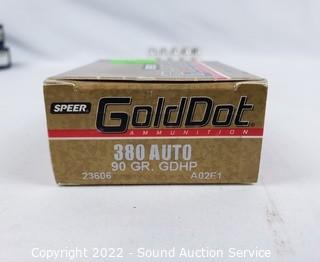 SPEER
GoldDot
AMMUNITION
380 AUTO
90 GR. GDHP
23606 A02F1
Copyright 2022 - Sound Auction Service